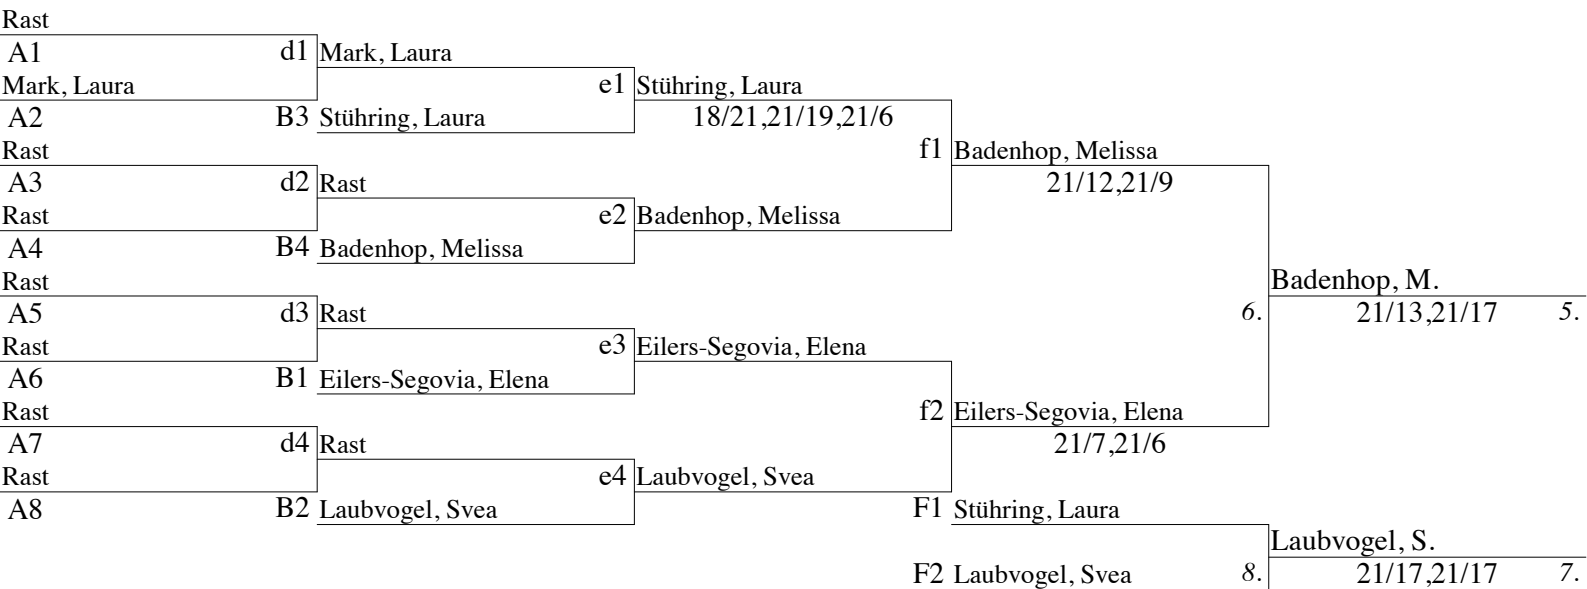 Rast
A1 d1 Mark, Laura
Mark, Laura e1 Stühring, Laura
A2 B3 Stühring, Laura 18/21,21/19,21/6
Rast f1 Badenhop, Melissa
A3 d2 Rast 21/12,21/9
Rast e2 Badenhop, Melissa
A4 B4 Badenhop, Melissa
Rast Badenhop, M.
A5 d3 Rast 6. 21/13,21/17 5.
Rast e3 Eilers-Segovia, Elena
A6 B1 Eilers-Segovia, Elena
Rast f2 Eilers-Segovia, Elena
A7 d4 Rast 21/7,21/6
Rast e4 Laubvogel, Svea
A8 B2 Laubvogel, Svea F1 Stühring, Laura
Laubvogel, S.
F2 Laubvogel, Svea 8. 21/17,21/17 7.